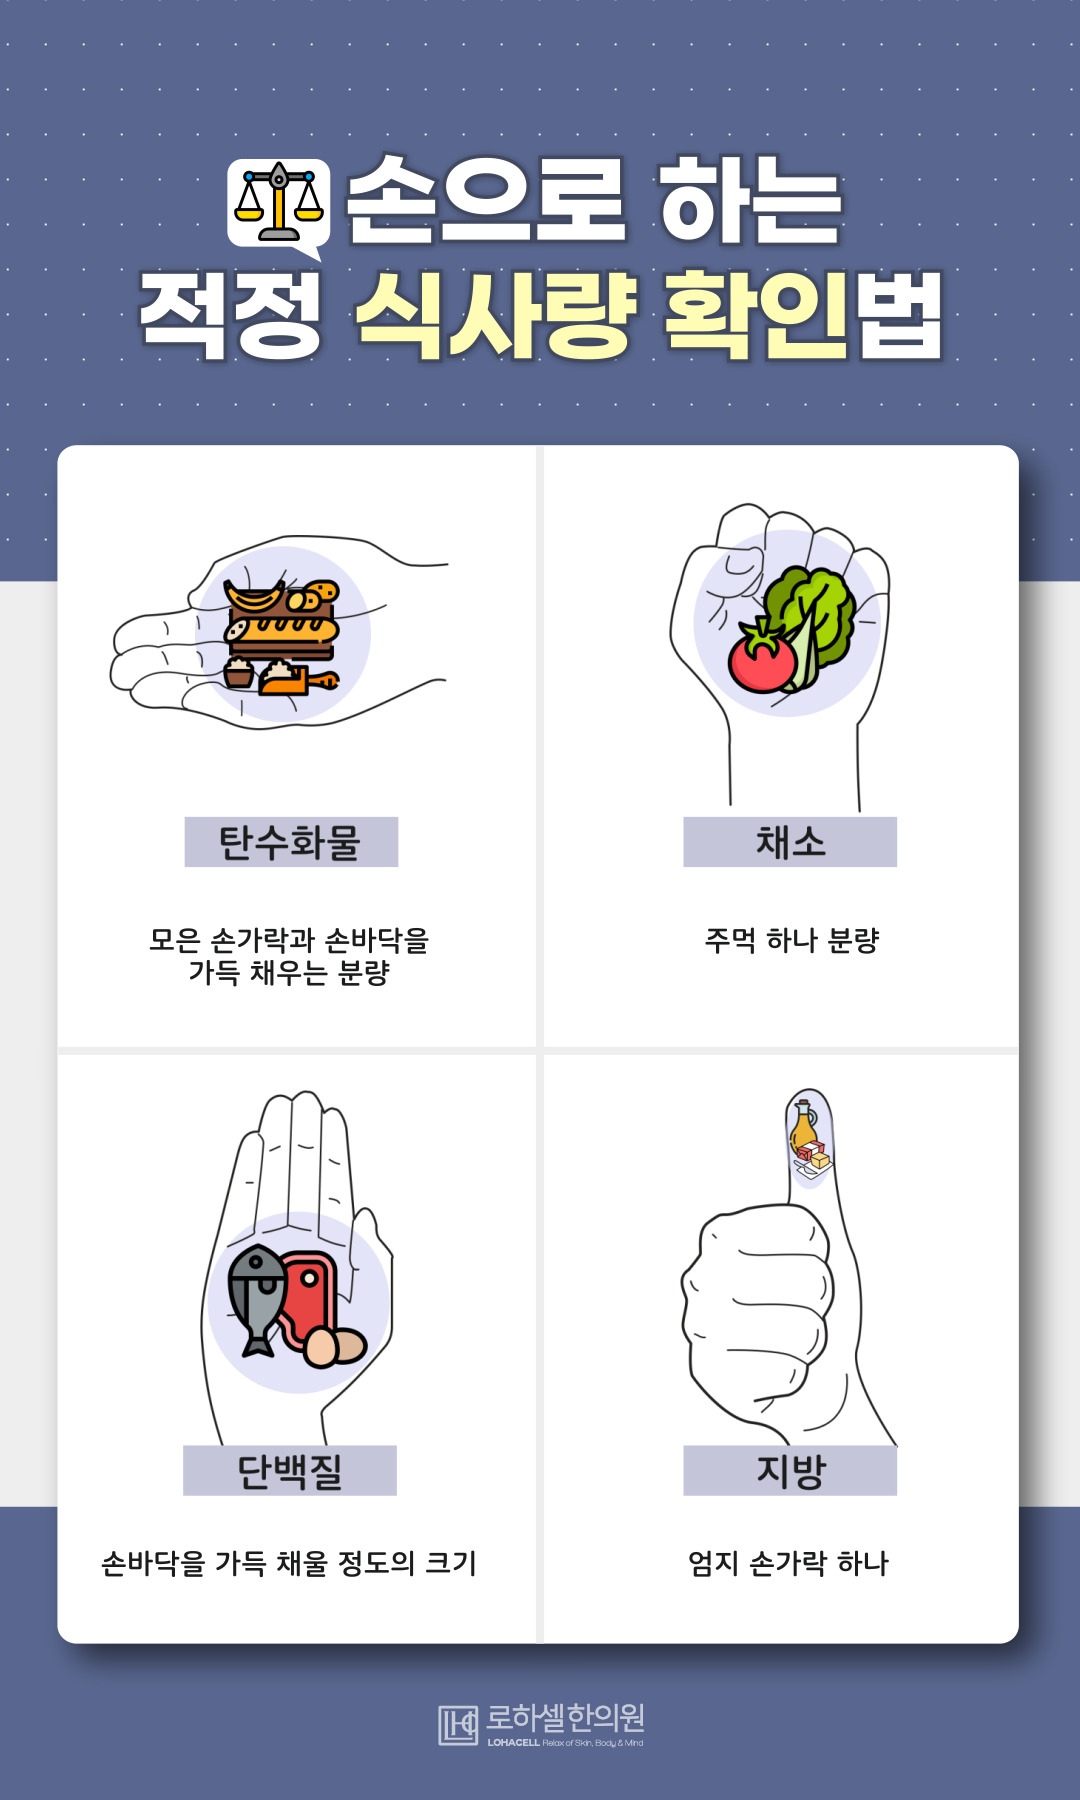 손으로 하는
적정 식사량 확인법
탄수화물
모은 손가락과 손바닥을
가득 채우는 분량
채소
주먹 하나 분량
단백질
손바닥을 가득 채울 정도의 크기
지방
엄지 손가락 하나
로하셀한의원
LOHACELL Relax of Skin, Body & Mind